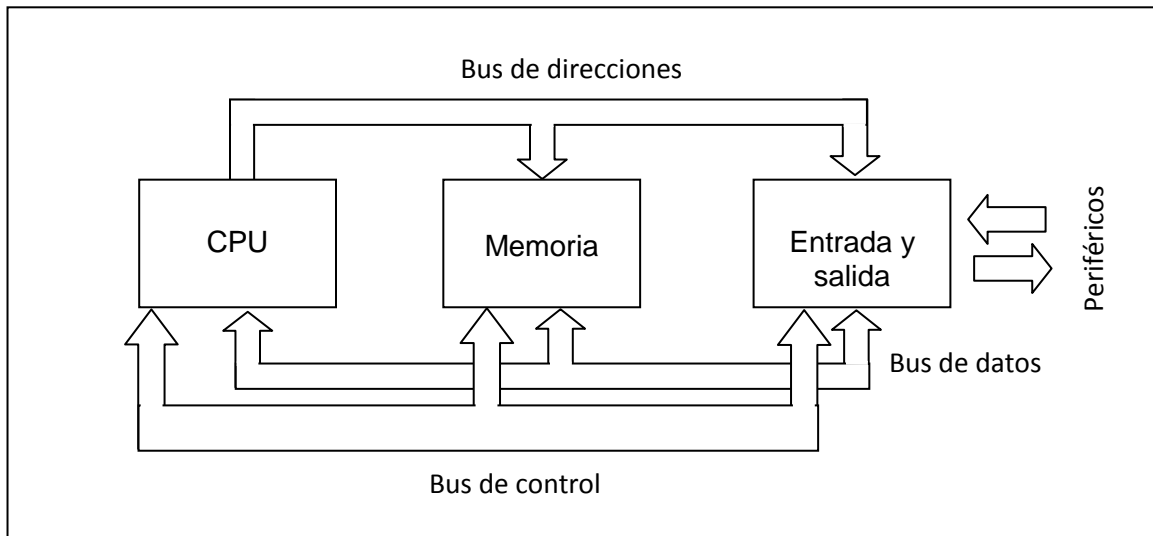 Bus de direcciones
CPU
Memoria
Entrada y
salida
Periféricos
Bus de datos
Bus de control